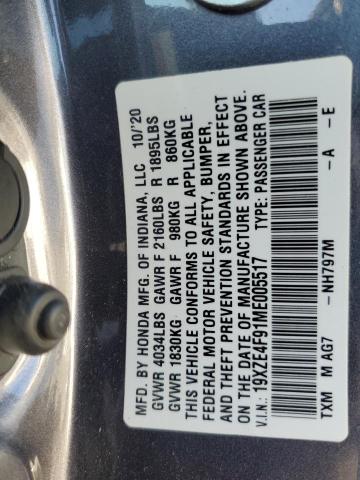 MFD. BY HONDA MFG. OF INDIANA, LLC 10/'20
GVWR 4034LBS GAWR F 2160LBS R 1895LBS
GVWR 1830KG GAWR F 980KG R 860KG
THIS VEHICLE CONFORMS TO ALL APPLICABLE
FEDERAL MOTOR VEHICLE SAFETY, BUMPER,
AND THEFT PREVENTION STANDARDS IN EFFECT
ON THE DATE OF MANUFACTURE SHOWN ABOVE.
V.I.N.: 19XZE4F91ME005517 TYPE: PASSENGER CAR
TXM M AG7 -NH797M -A -E